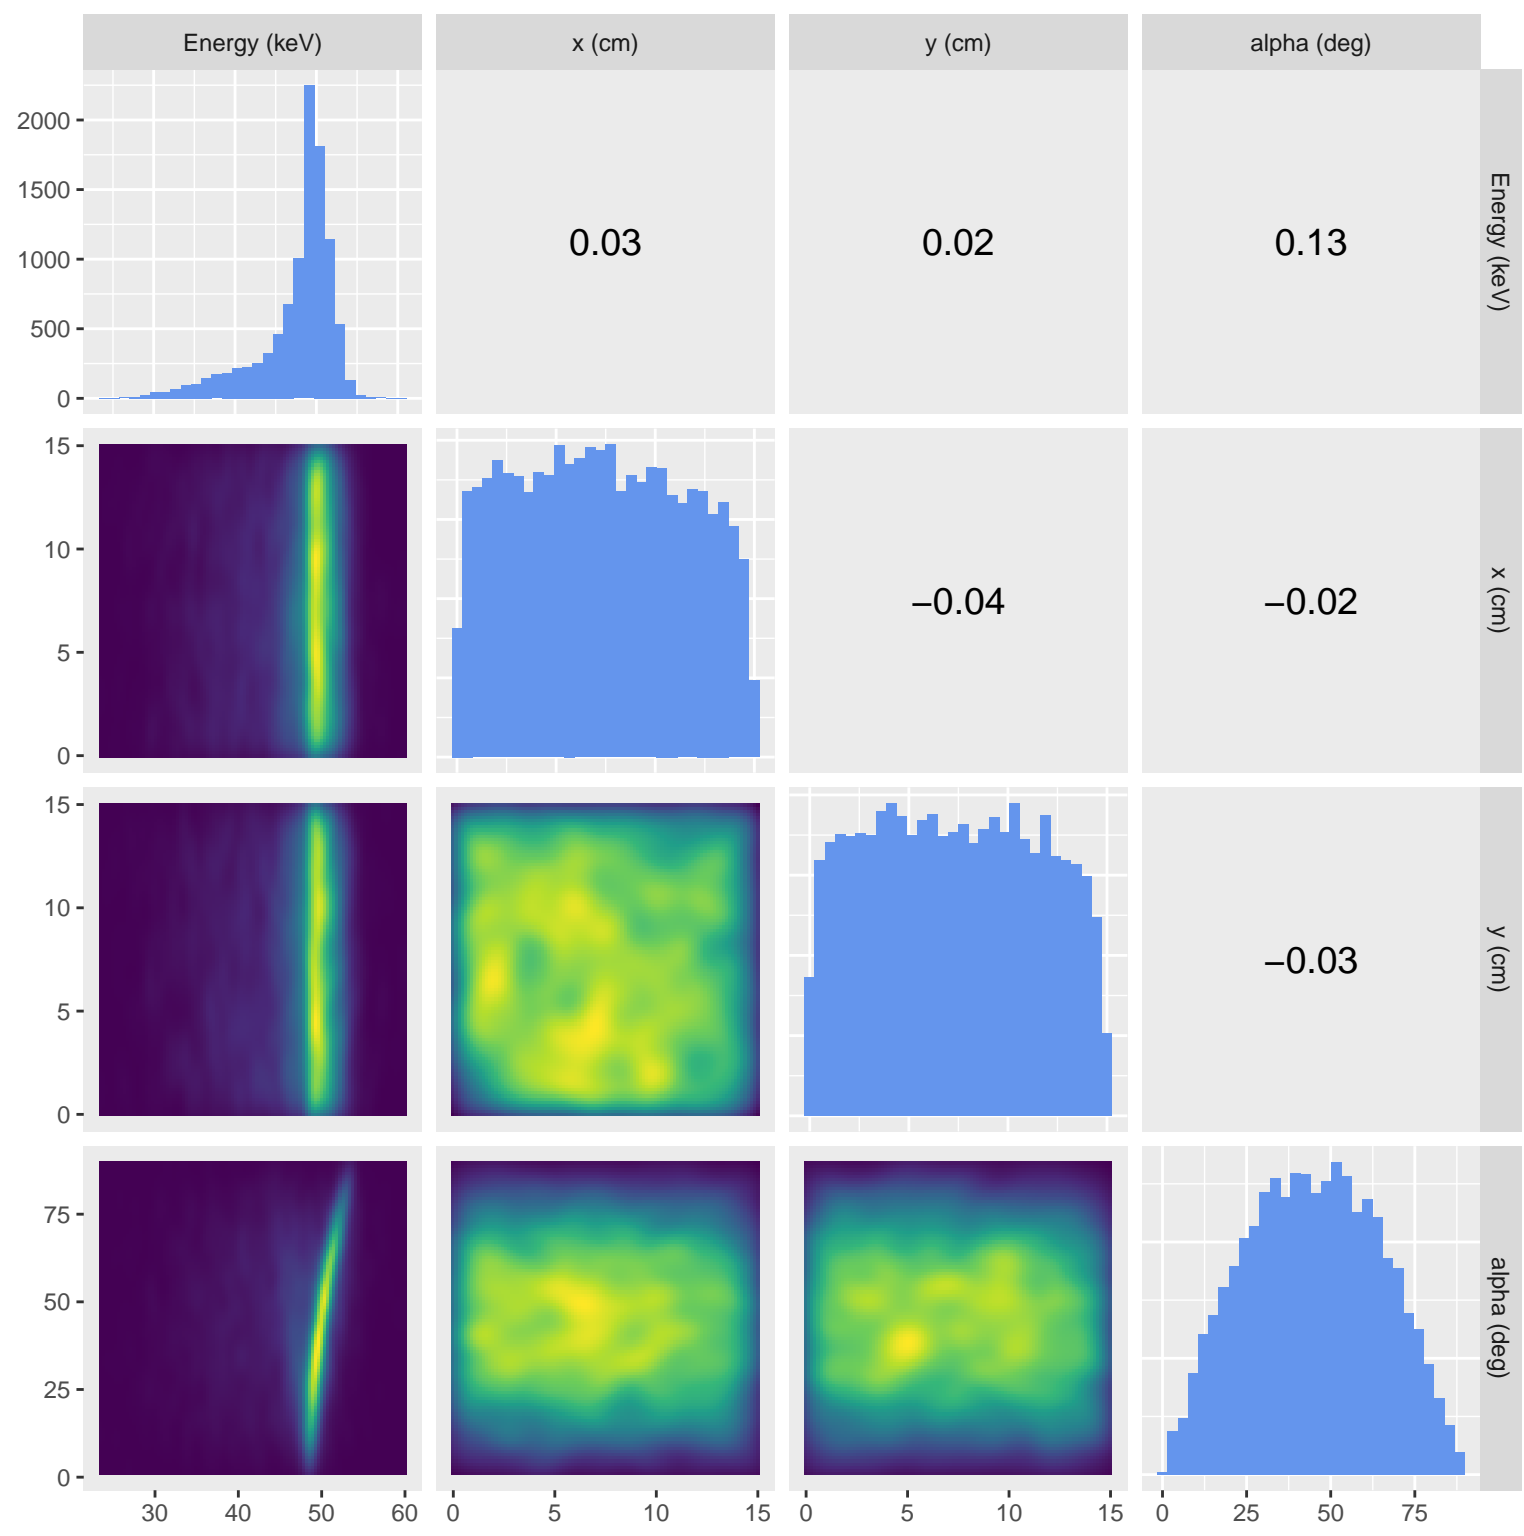 Energy (keV) x (cm) y (cm) alpha (deg)
2000
1500
1000
500
0
0.03 0.02 0.13
Energy (keV)
15
10
5
0
−0.04 −0.02
x (cm)
15
10
5
0
−0.03
y (cm)
75
50
25
0
alpha (deg)
30 40 50 60 0 5 10 15 0 5 10 15 0 25 50 75